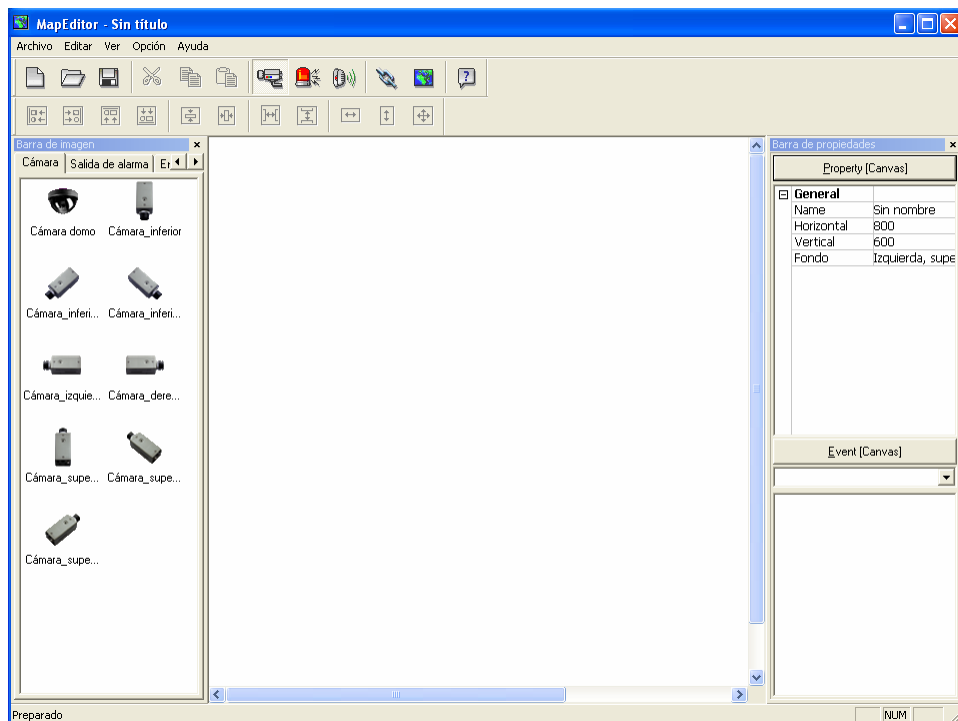 MapEditor - Sin título
Archivo Editar Ver Opción Ayuda
Barra de imagen
Cámara Salida de alarma
Cámara domo Cámara_inferior
Cámara_inferi... Cámara_inferi...
Cámara_izquie... Cámara_dere...
Cámara_supe... Cámara_supe...
Cámara_supe...
Barra de propiedades
Property [Canvas]
General
Name Sin nombre
Horizontal 800
Vertical 600
Fondo Izquierda, supe
Event [Canvas]
Preparado
NUM